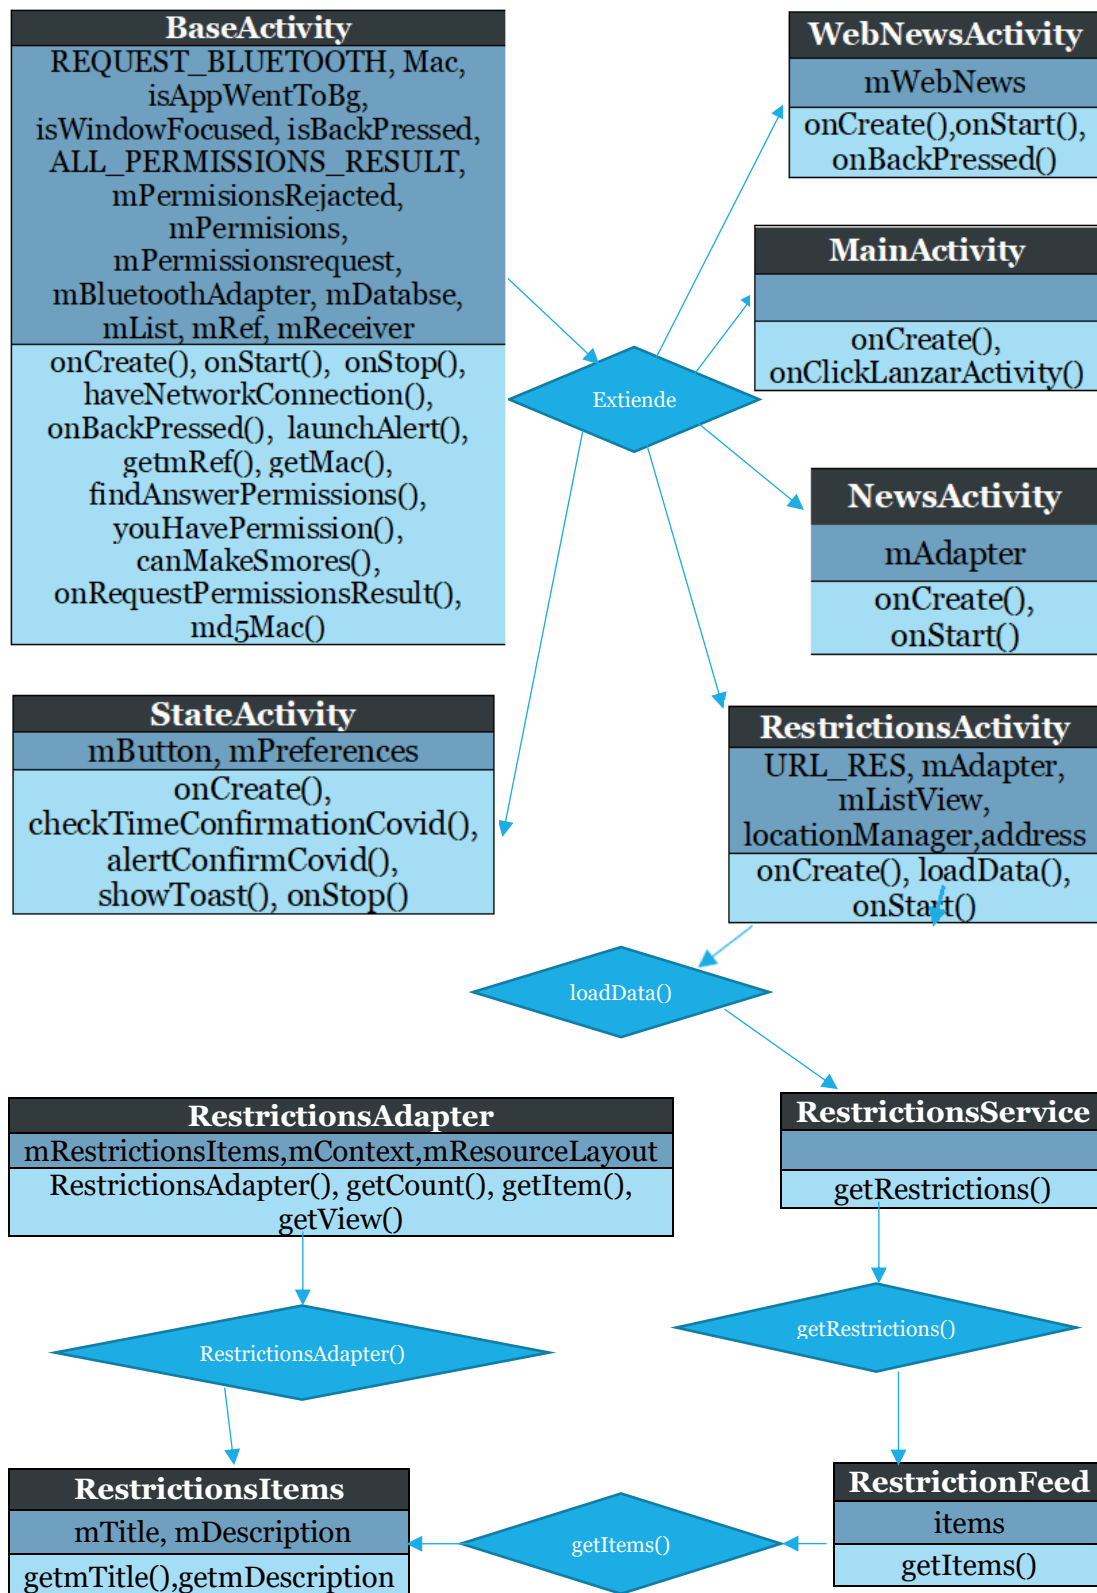 BaseActivity
REQUEST_BLUETOOTH, Mac,
isAppWentToBg,
isWindowFocused, isBackPressed,
ALL_PERMISSIONS_RESULT,
mPermisionsRejacted,
mPermisions,
mPermissionsrequest,
mBluetoothAdapter, mDatabse,
mList, mRef, mReceiver
onCreate(), onStart(), onStop(),
haveNetworkConnection(),
onBackPressed(), launchAlert(),
getmRef(), getMac(),
findAnswerPermissions(),
youHavePermission(),
canMakeSmores(),
onRequestPermissionsResult(),
md5Mac()
WebNewsActivity
mWebNews
onCreate(),onStart(),
onBackPressed()
MainActivity
onCreate(),
onClickLanzarActivity()
Extiende
NewsActivity
mAdapter
onCreate(),
onStart()
StateActivity
mButton, mPreferences
onCreate(),
checkTimeConfirmationCovid(),
alertConfirmCovid(),
showToast(), onStop()
RestrictionsActivity
URL_RES, mAdapter,
mListView,
locationManager,address
onCreate(), loadData(),
onStart()
loadData()
RestrictionsAdapter
mRestrictionsItems,mContext,mResourceLayout
RestrictionsAdapter(), getCount(), getItem(),
getView()
RestrictionsService
getRestrictions()
RestrictionsAdapter()
getRestrictions()
RestrictionsItems
mTitle, mDescription
getmTitle(),getmDescription
getItems()
RestrictionFeed
items
getItems()